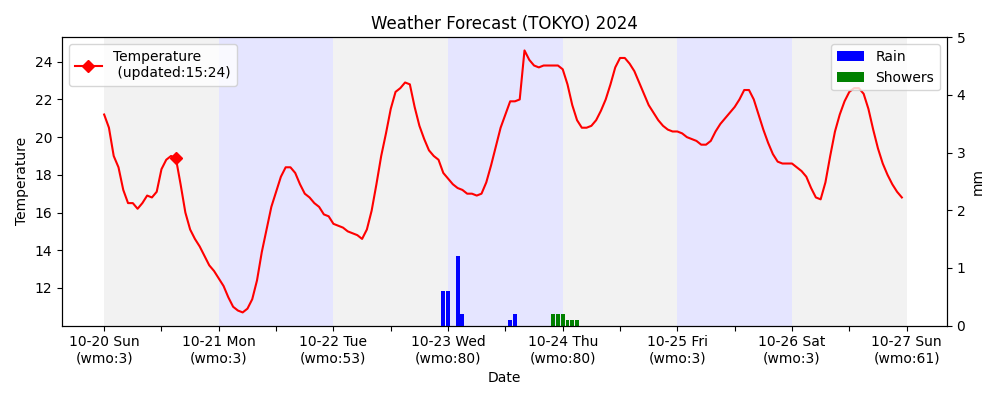 Weather Forecast (TOKYO) 2024
Temperature
(updated:15:24)
Rain
Showers
24
22
20
18
16
14
12
Temperature
5
4
3
2
1
0
mm
10-20 Sun
(wmo:3)
10-21 Mon
(wmo:3)
10-22 Tue
(wmo:53)
10-23 Wed
(wmo:80)
10-24 Thu
(wmo:80)
10-25 Fri
(wmo:3)
10-26 Sat
(wmo:3)
10-27 Sun
(wmo:61)
Date